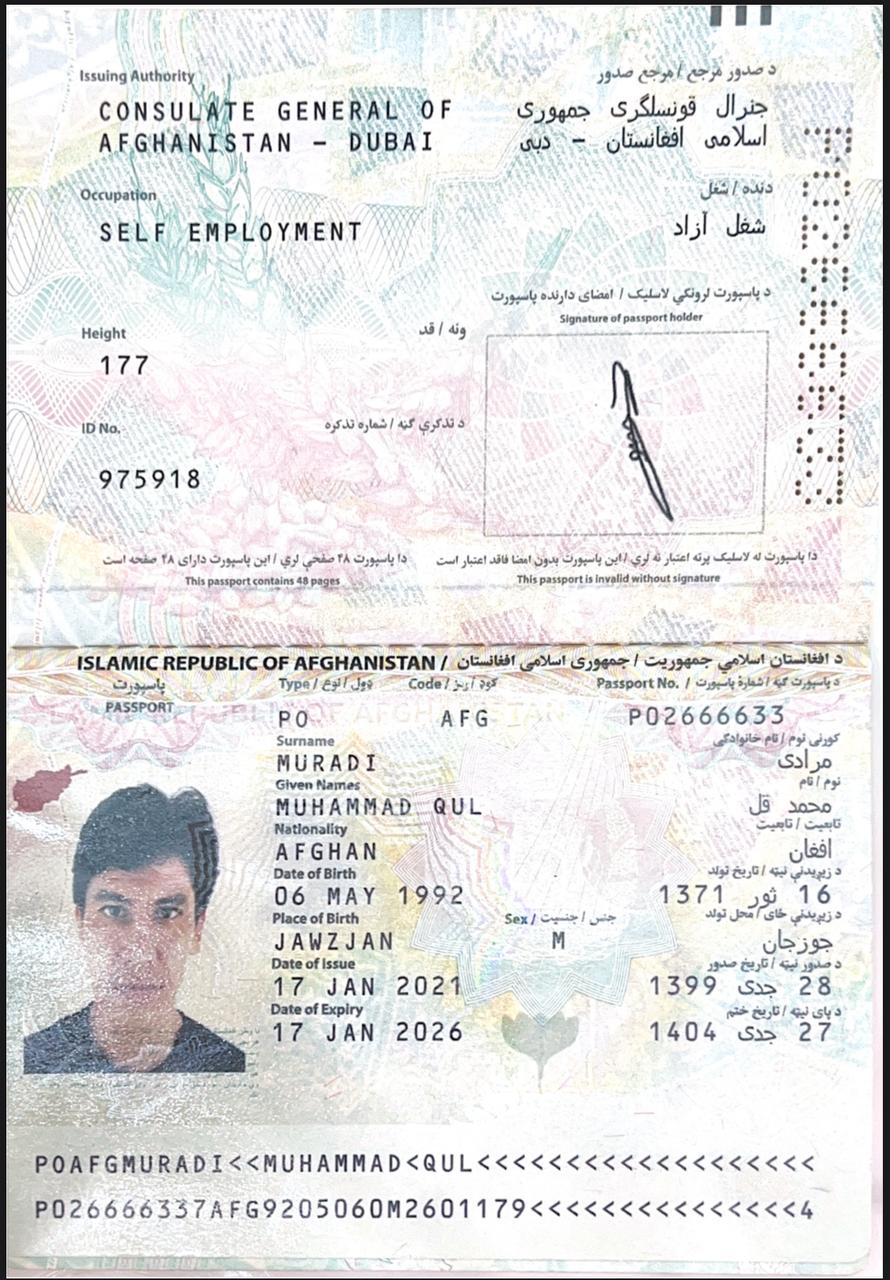 Issuing Authority
د صدور مرجع / مرجع صدور
CONSULATE GENERAL OF
AFGHANISTAN - DUBAI
جنرال قونسلگری جمهوری
اسلامی افغانستان - دبی
Occupation
دنده / شغل
SELF EMPLOYMENT
شغل آزاد
د پاسپورت لرونکي لاسلیک / امضای دارنده پاسپورت
Signature of passport holder
Height
ونه / قد
177
ID No.
د تذکرې ګڼه / شماره تذکره
975918
دا پاسپورت ۴۸ صفحې لري / این پاسپورت دارای ۴۸ صفحه است
This passport contains 48 pages
دا پاسپورت له لاسلیک پرته اعتبار نه لري / این پاسپورت بدون امضا فاقد اعتبار است
This passport is invalid without signature
ISLAMIC REPUBLIC OF AFGHANISTAN / د افغانستان اسلامي جمهوریت / جمهوری اسلامی افغانستان
پاسپورت
PASSPORT
Type / ډول / نوع
Code / کوډ / رمز
Passport No. / د پاسپورت ګڼه / شمارۀ پاسپورت
PO
AFG
P02666633
Surname
کورنی نوم / نام خانوادگی
MURADI
مرادی
Given Names
نوم / نام
MUHAMMAD QUL
محمد قل
Nationality
تابعیت / تابعیت
AFGHAN
افغان
Date of Birth
د زېږېدنې نېټه / تاریخ تولد
06 MAY 1992
16 ثور 1371
Place of Birth
Sex / جنس / جنسیت
د زېږېدنې ځای / محل تولد
JAWZJAN
M
جوزجان
Date of Issue
د صدور نېټه / تاریخ صدور
17 JAN 2021
28 جدی 1399
Date of Expiry
د پای نېټه / تاریخ ختم
17 JAN 2026
27 جدی 1404
POAFGMURADI<<MUHAMMAD<QUL<<<<<<<<<<<<<<<<<<<
P026666337AFG9205060M2601179<<<<<<<<<<<<<<<4